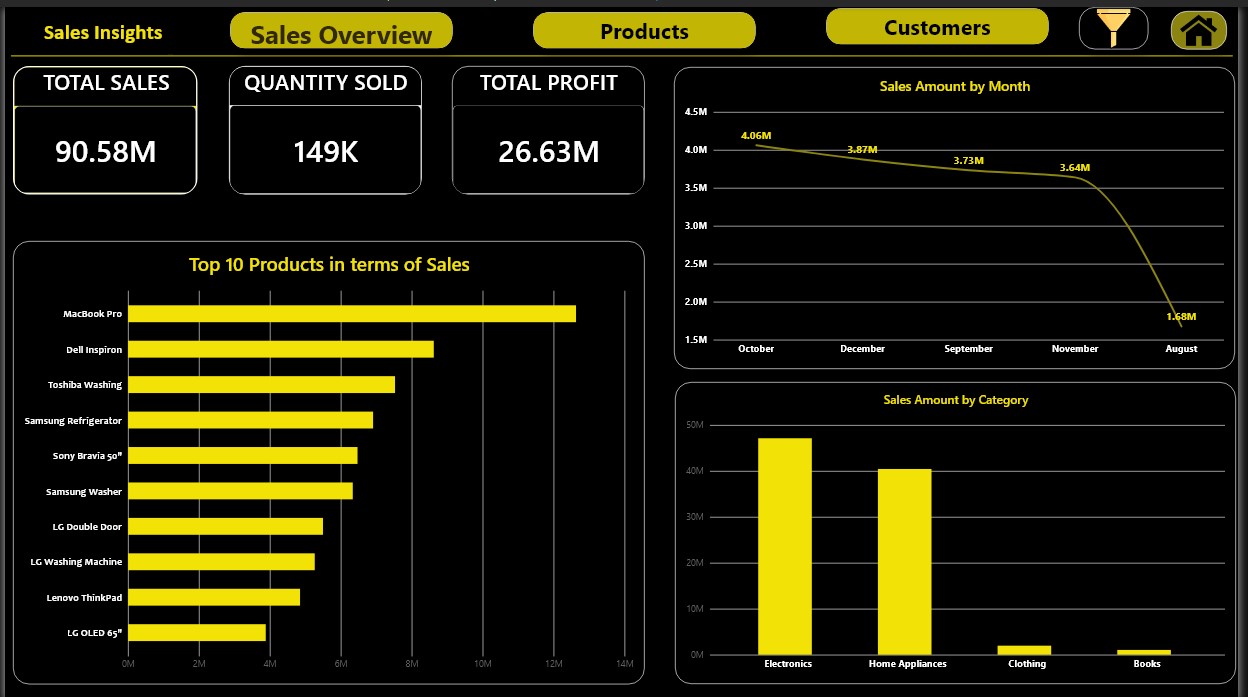 Sales Insights
Sales Overview
Products
Customers
TOTAL SALES
90.58M
QUANTITY SOLD
149K
TOTAL PROFIT
26.63M
Top 10 Products in terms of Sales
MacBook Pro
Dell Inspiron
Toshiba Washing
Samsung Refrigerator
Sony Bravia 50"
Samsung Washer
LG Double Door
LG Washing Machine
Lenovo ThinkPad
LG OLED 65"
0M 2M 4M 6M 8M 10M 12M 14M
Sales Amount by Month
4.5M
4.0M
3.5M
3.0M
2.5M
2.0M
1.5M
4.06M
3.87M
3.73M
3.64M
1.68M
October December September November August
Sales Amount by Category
50M
40M
30M
20M
10M
0M
Electronics Home Appliances Clothing Books